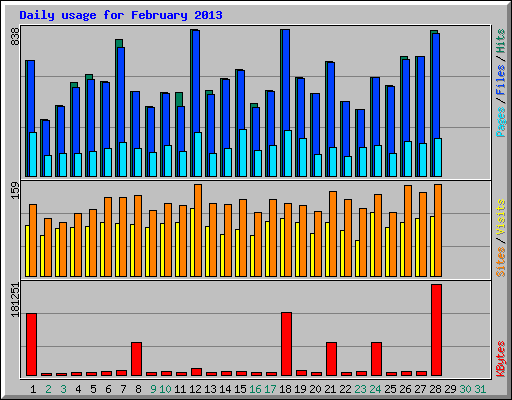 Daily usage for February 2013
838
Pages / Files / Hits
159
Sites / Visits
181251
KBytes
1 2 3 4 5 6 7 8 9 10 11 12 13 14 15 16 17 18 19 20 21 22 23 24 25 26 27 28 29 30 31